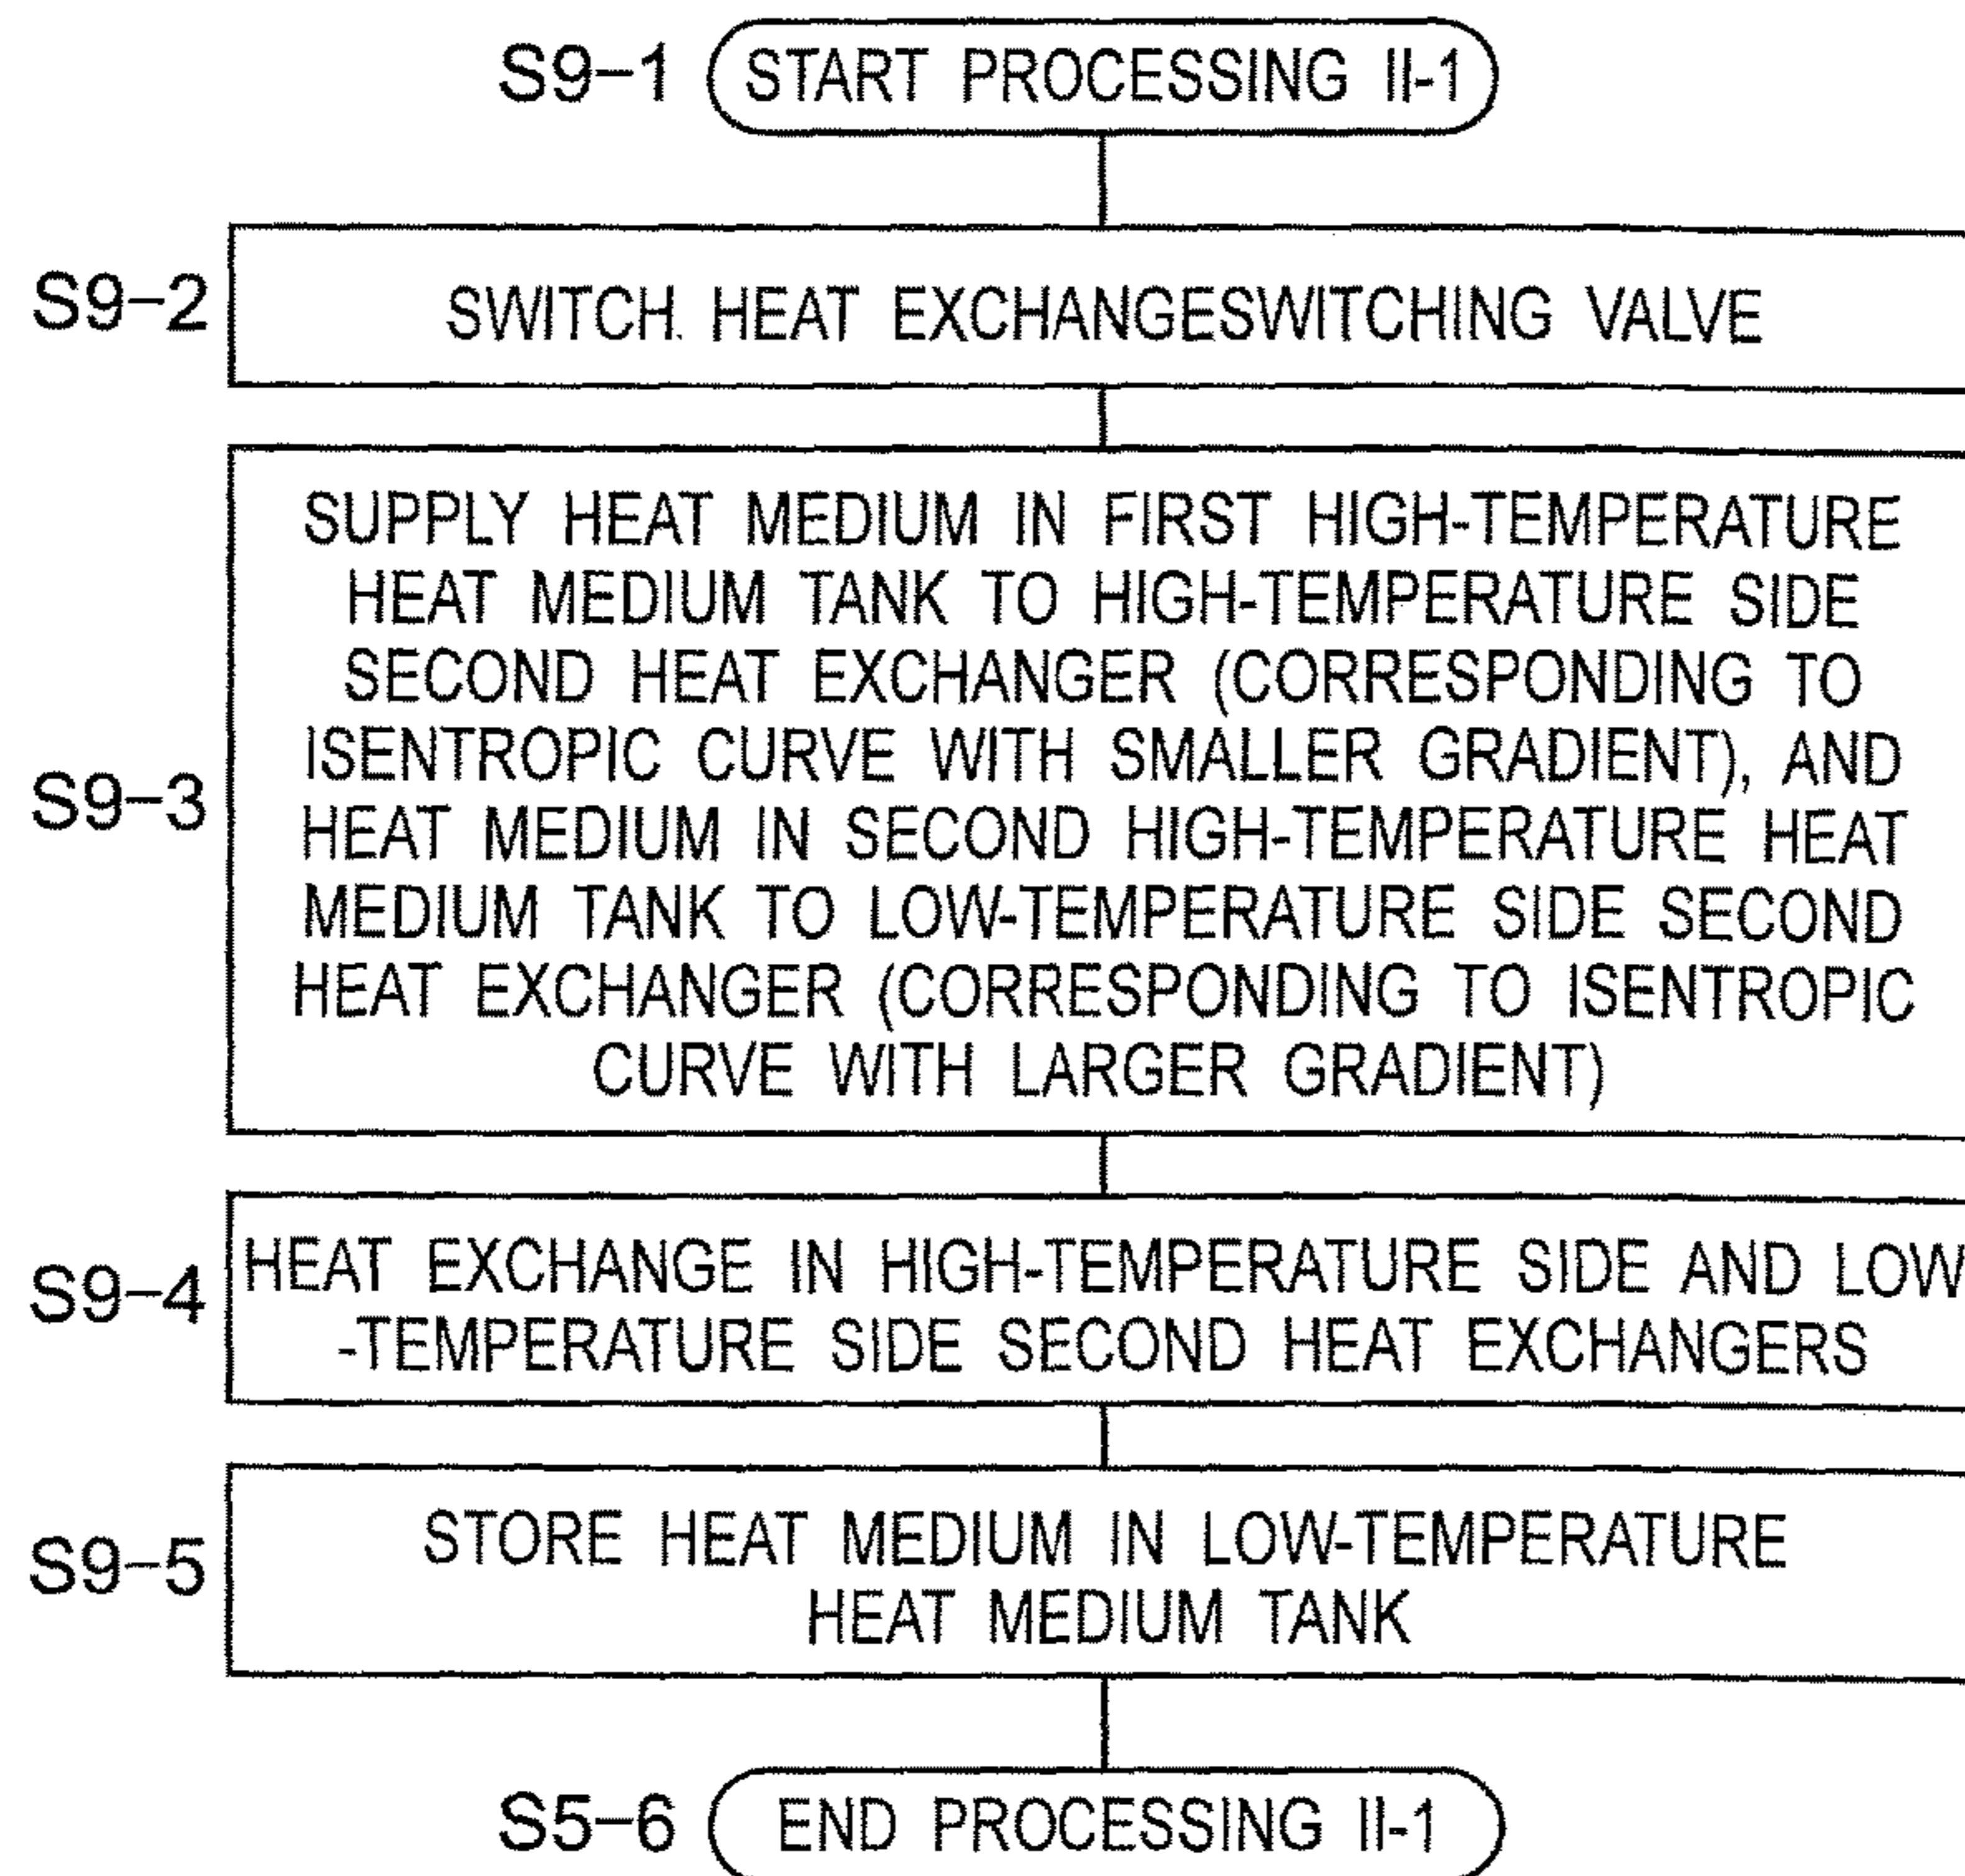 S9-1 START PROCESSING II-1
S9-2 SWITCH. HEAT EXCHANGESWITCHING VALVE
SUPPLY HEAT MEDIUM IN FIRST HIGH-TEMPERATURE
HEAT MEDIUM TANK TO HIGH-TEMPERATURE SIDE
SECOND HEAT EXCHANGER (CORRESPONDING TO
ISENTROPIC CURVE WITH SMALLER GRADIENT), AND
S9-3 HEAT MEDIUM IN SECOND HIGH-TEMPERATURE HEAT
MEDIUM TANK TO LOW-TEMPERATURE SIDE SECOND
HEAT EXCHANGER (CORRESPONDING TO ISENTROPIC
CURVE WITH LARGER GRADIENT)
S9-4 HEAT EXCHANGE IN HIGH-TEMPERATURE SIDE AND LOW
-TEMPERATURE SIDE SECOND HEAT EXCHANGERS
S9-5 STORE HEAT MEDIUM IN LOW-TEMPERATURE
HEAT MEDIUM TANK
S5-6 END PROCESSING II-1